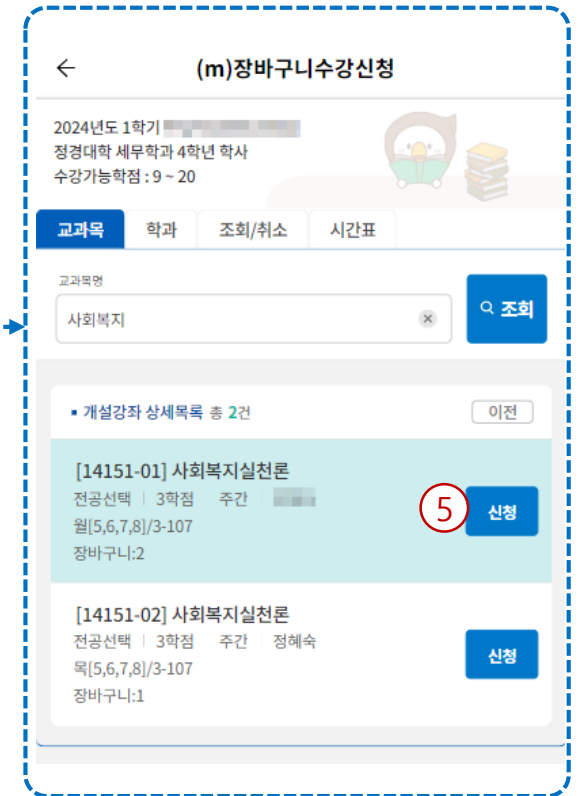 (m)장바구니수강신청
2024년도 1학기
정경대학 세무학과 4학년 학사
수강가능학점 : 9 ~ 20
교과목 학과 조회/취소 시간표
교과목명
사회복지
조회
개설강좌 상세목록 총 2건 이전
[14151-01] 사회복지실천론
전공선택 3학점 주간
월[5,6,7,8]/3-107
장바구니:2
5 신청
[14151-02] 사회복지실천론
전공선택 3학점 주간 정혜숙
목[5,6,7,8]/3-107
장바구니:1
신청